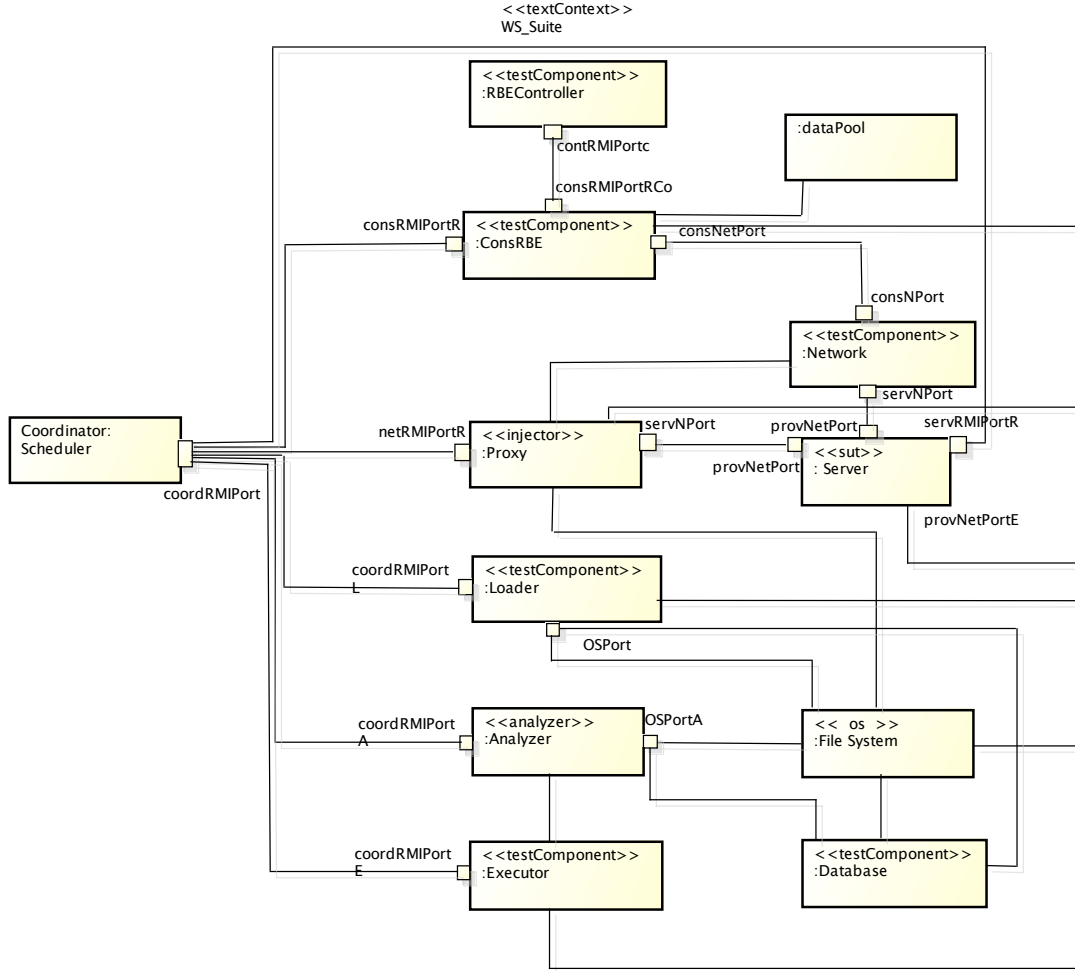 <<textContext>>
WS_Suite
<<testComponent>>
:RBEController
contRMIPortc
:dataPool
consRMIPortRCo
consRMIPortR
<<testComponent>>
:ConsRBE
consNetPort
consNPort
<<testComponent>>
:Network
servNPort
Coordinator:
Scheduler
coordRMIPort
netRMIPortR
<<injector>>
:Proxy
servNPort
provNetPort
provNetPort
servRMIPortR
<<sut>>
: Server
provNetPortE
coordRMIPort
L
<<testComponent>>
:Loader
OSPort
coordRMIPort
A
<<analyzer>>
:Analyzer
OSPortA
<< os >>
:File System
coordRMIPort
E
<<testComponent>>
:Executor
<<testComponent>>
:Database